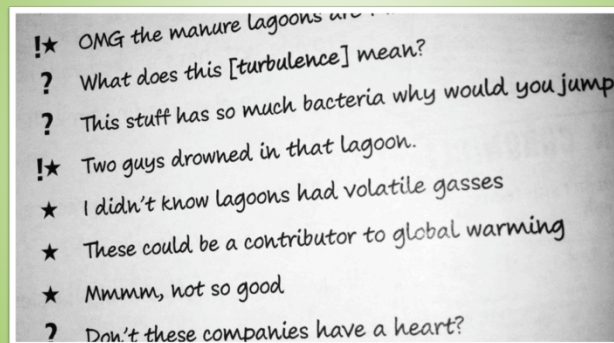 !★ OMG the manure lagoons
? What does this [turbulence] mean?
? This stuff has so much bacteria why would you jump
!★ Two guys drowned in that lagoon.
★ I didn't know lagoons had volatile gasses
★ These could be a contributor to global warming
★ Mmmm, not so good
? Don't these companies have a heart?